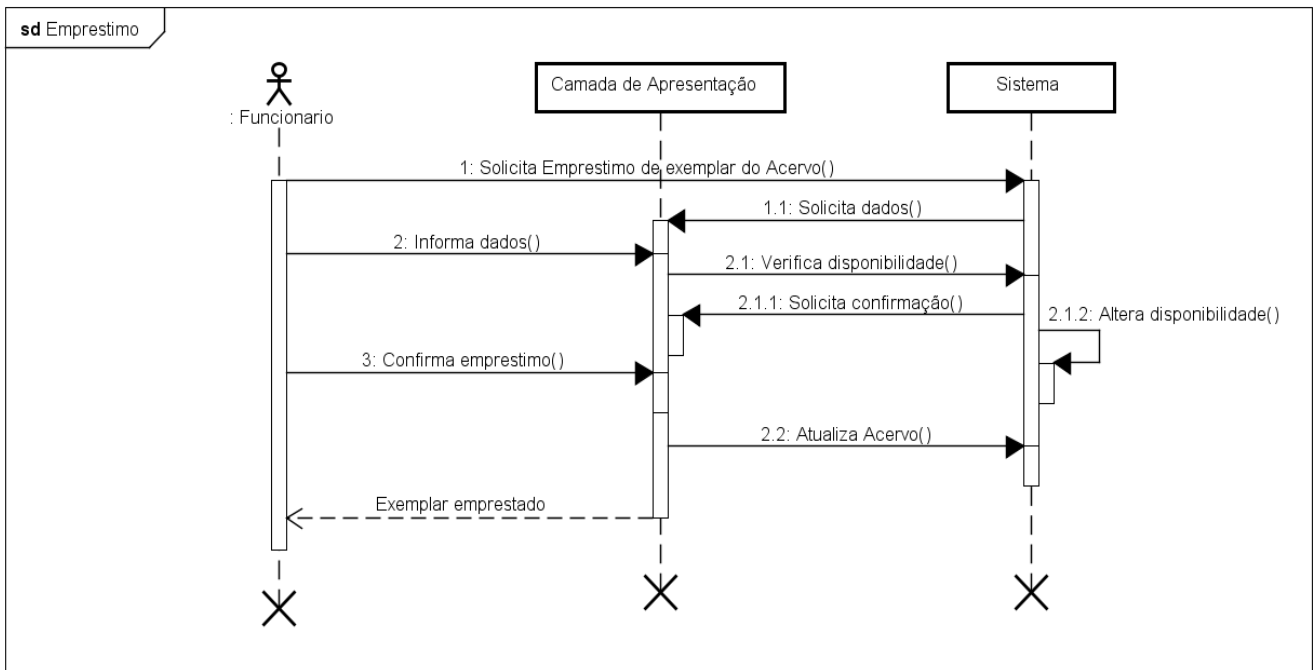 sd Emprestimo
: Funcionario
Camada de Apresentação
Sistema
1: Solicita Emprestimo de exemplar do Acervo()
1.1: Solicita dados()
2: Informa dados()
2.1: Verifica disponibilidade()
2.1.1: Solicita confirmação()
2.1.2: Altera disponibilidade()
3: Confirma emprestimo()
2.2: Atualiza Acervo()
Exemplar emprestado